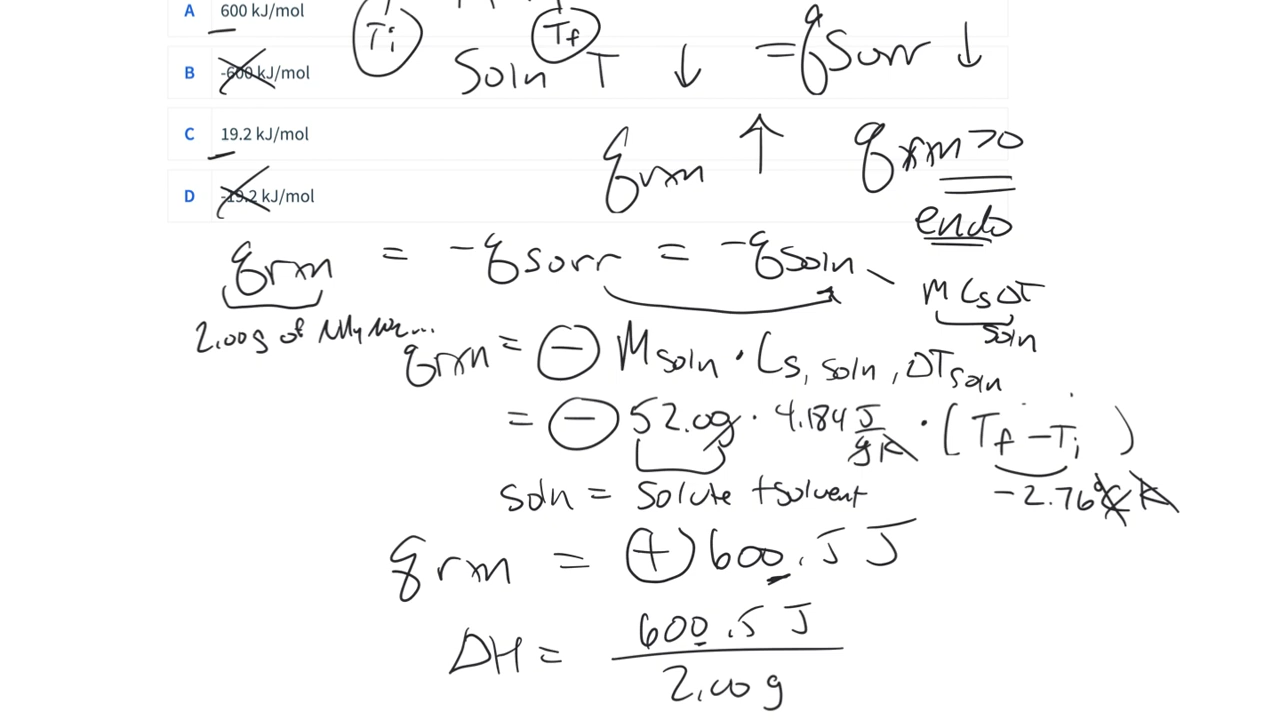 A 600 kJ/mol
Ti Tf
Soln T ↓ = qsurr ↓
B -600 kJ/mol
C 19.2 kJ/mol
qrxn ↑ qrxn >0
endo
D -19.2 kJ/mol
qrxn = -qsurr = -qsoln
m Cs ΔT
soln
2.00g of NH4
qrxn = - Msoln · Cs, soln , ΔTsoln
= - 52.0g · 4.184 J/gK · (Tf - Ti)
soln = solute + solvent
-2.76°C K
qrxn = + 600.5 J
ΔH = 600.5 J / 2.00 g